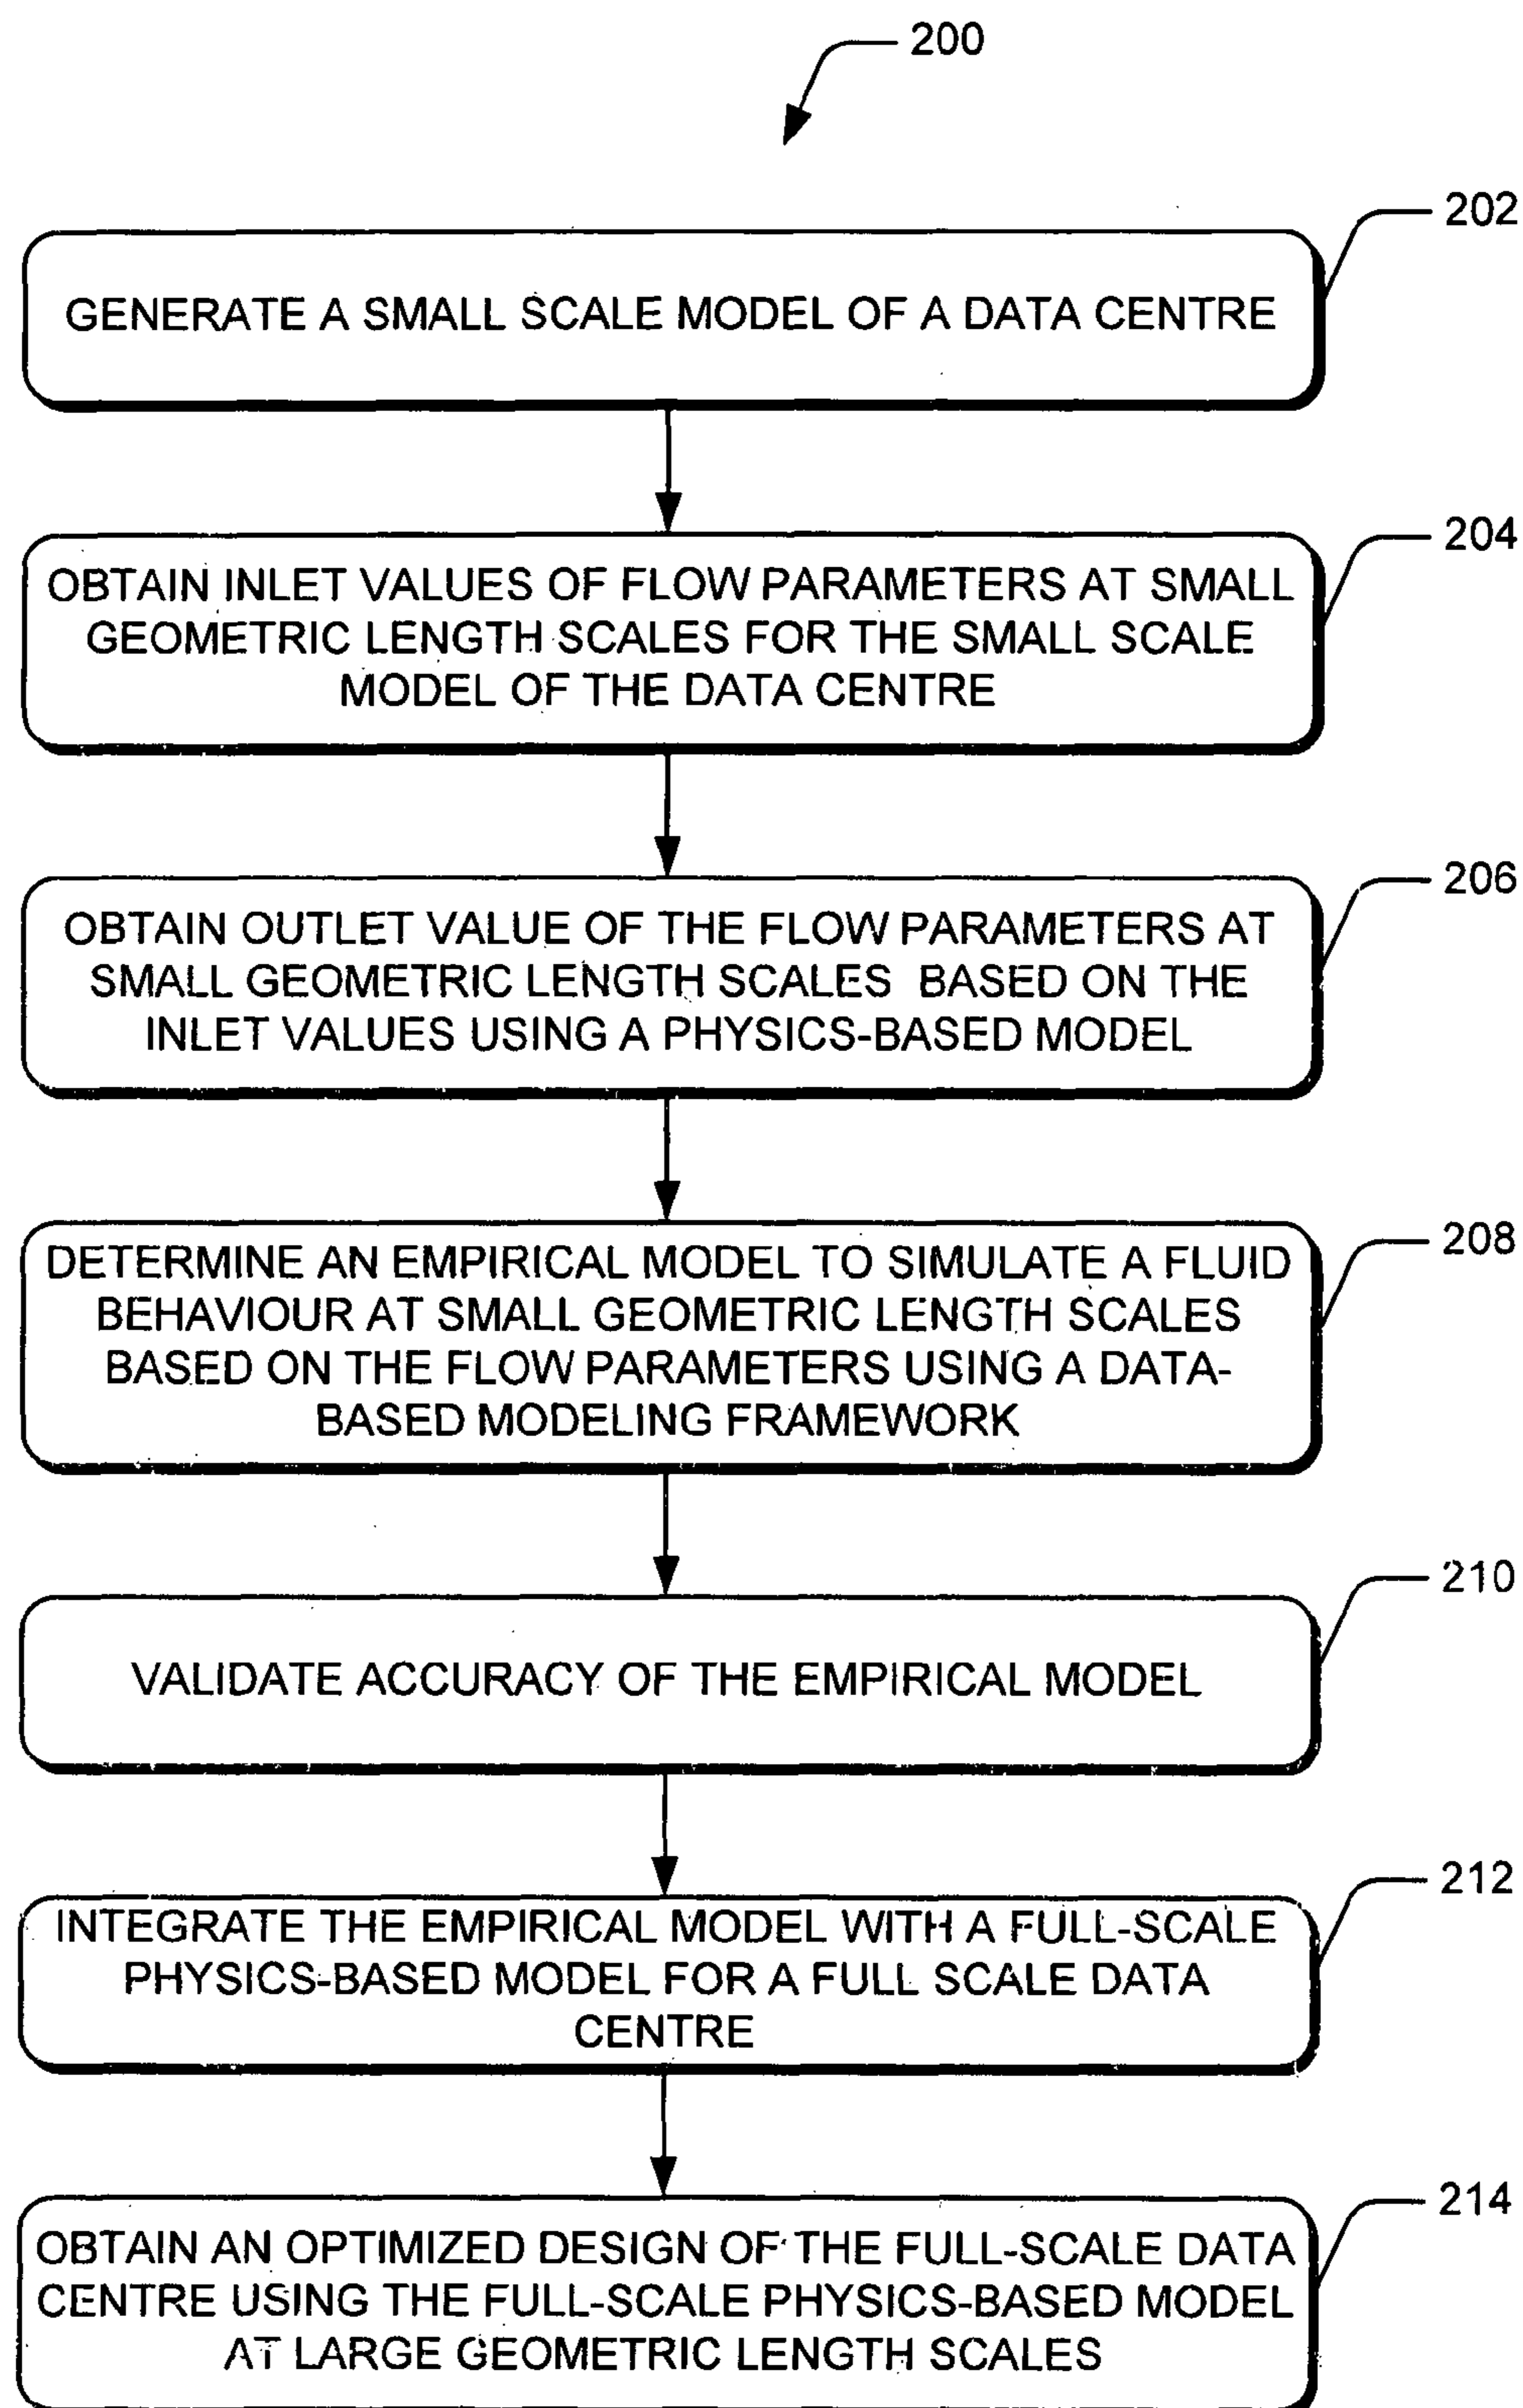 200
202
GENERATE A SMALL SCALE MODEL OF A DATA CENTRE
204
OBTAIN INLET VALUES OF FLOW PARAMETERS AT SMALL
GEOMETRIC LENGTH SCALES FOR THE SMALL SCALE
MODEL OF THE DATA CENTRE
206
OBTAIN OUTLET VALUE OF THE FLOW PARAMETERS AT
SMALL GEOMETRIC LENGTH SCALES BASED ON THE
INLET VALUES USING A PHYSICS-BASED MODEL
208
DETERMINE AN EMPIRICAL MODEL TO SIMULATE A FLUID
BEHAVIOUR AT SMALL GEOMETRIC LENGTH SCALES
BASED ON THE FLOW PARAMETERS USING A DATA-
BASED MODELING FRAMEWORK
210
VALIDATE ACCURACY OF THE EMPIRICAL MODEL
212
INTEGRATE THE EMPIRICAL MODEL WITH A FULL-SCALE
PHYSICS-BASED MODEL FOR A FULL SCALE DATA
CENTRE
214
OBTAIN AN OPTIMIZED DESIGN OF THE FULL-SCALE DATA
CENTRE USING THE FULL-SCALE PHYSICS-BASED MODEL
AT LARGE GEOMETRIC LENGTH SCALES